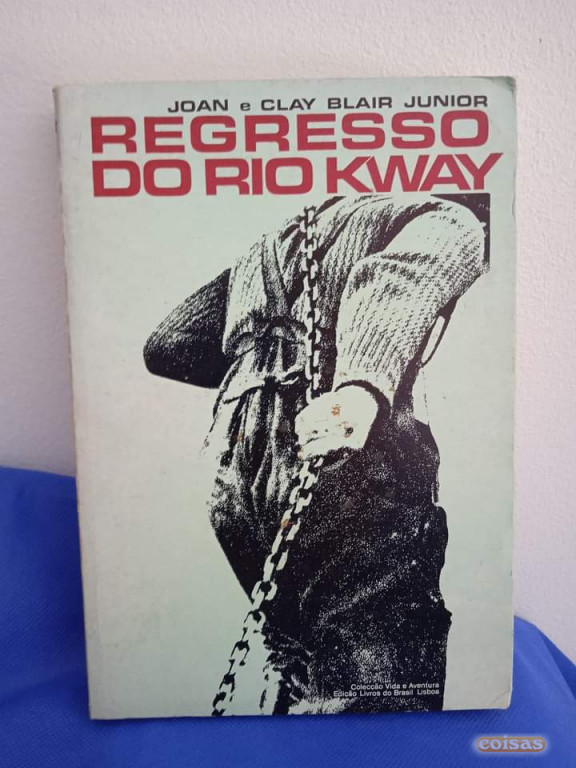 JOAN e CLAY BLAIR JUNIOR
REGRESSO
DO RIO KWAY
Colecção Vida e Aventura
Edição Livros do Brasil Lisboa
coisas